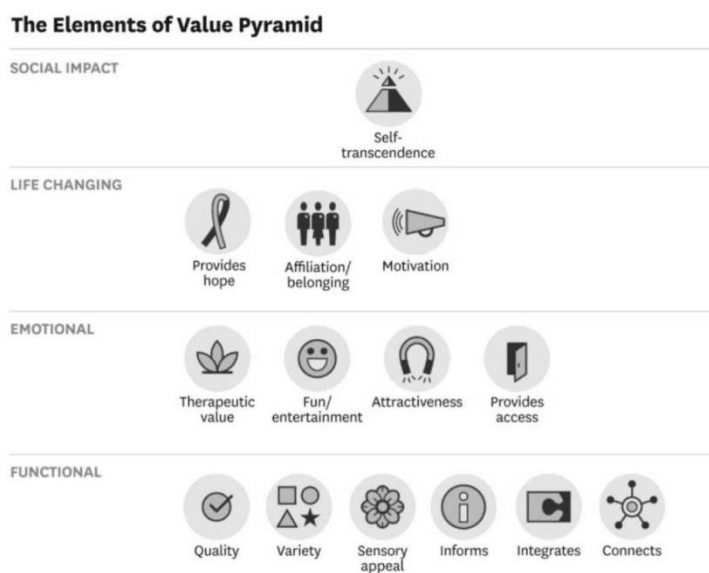 The Elements of Value Pyramid
SOCIAL IMPACT
Self-
transcendence
LIFE CHANGING
Provides
hope
Affiliation/
belonging
Motivation
EMOTIONAL
Therapeutic
value
Fun/
entertainment
Attractiveness
Provides
access
FUNCTIONAL
Quality
Variety
Sensory
appeal
Informs
Integrates
Connects